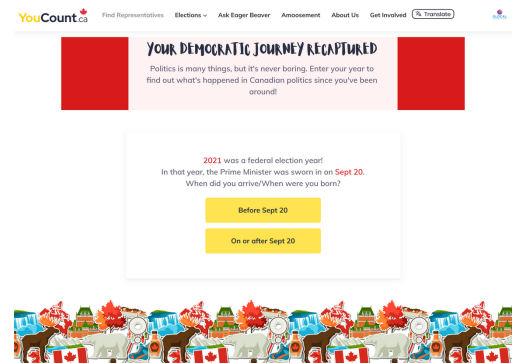 YouCount.ca
Find Representatives Elections Ask Eager Beaver Amoosement About Us Get Involved Translate
YOUR DEMOCRATIC JOURNEY RECAPTURED
Politics is many things, but it's never boring. Enter your year to
find out what's happened in Canadian politics since you've been
around!
2021 was a federal election year!
In that year, the Prime Minister was sworn in on Sept 20.
When did you arrive/When were you born?
Before Sept 20
On or after Sept 20